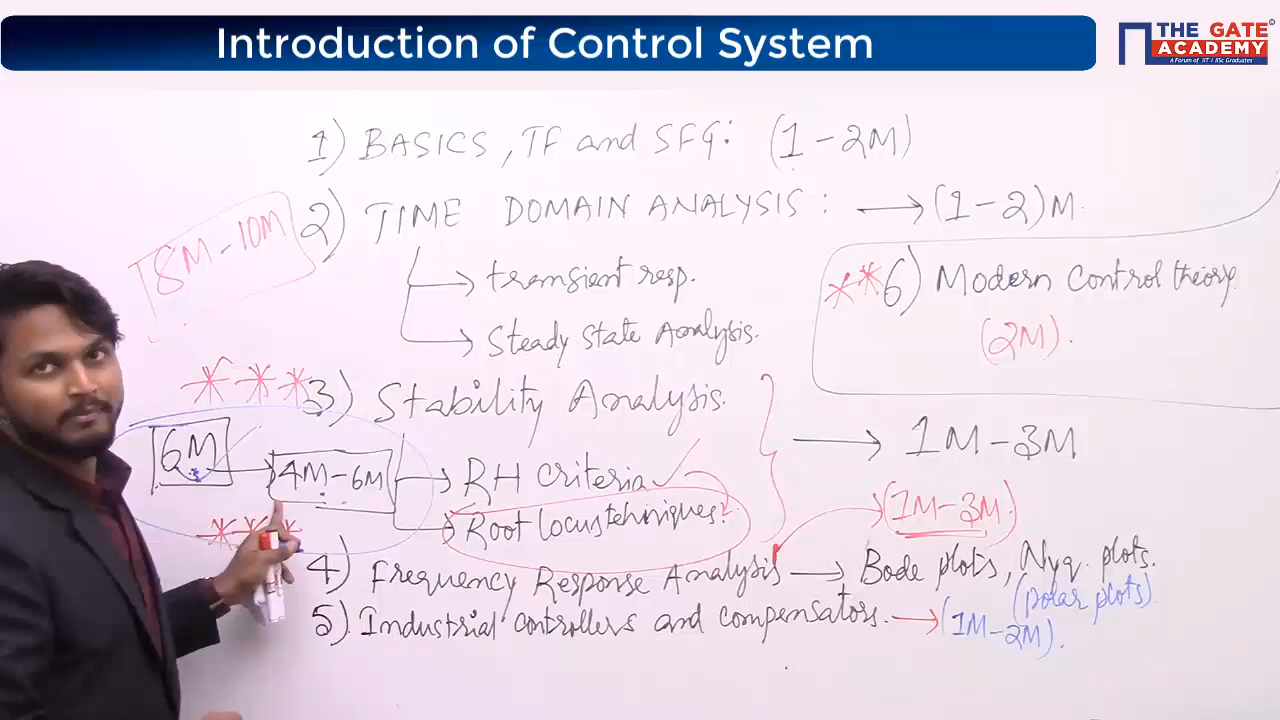 Introduction of Control System
THE GATE
ACADEMY
A Forum of IIT / IISc Graduates
1) BASICS, TF and SFG: (1-2M)
2) TIME DOMAIN ANALYSIS: → (1-2)M.
8M-10M
→ transient resp.
→ Steady State Analysis.
**6) Modern Control theory.
(2M).
***3) Stability Analysis.
→ 1M-3M
6M → 4M-6M
→ RH criteria ✓
→ Root locus tehniques.
(1M-3M)
***
4) Frequency Response Analysis → Bode plots, Nyq. plots.
(polar plots).
5). Industrial controllers and compensators. → (1M-2M).